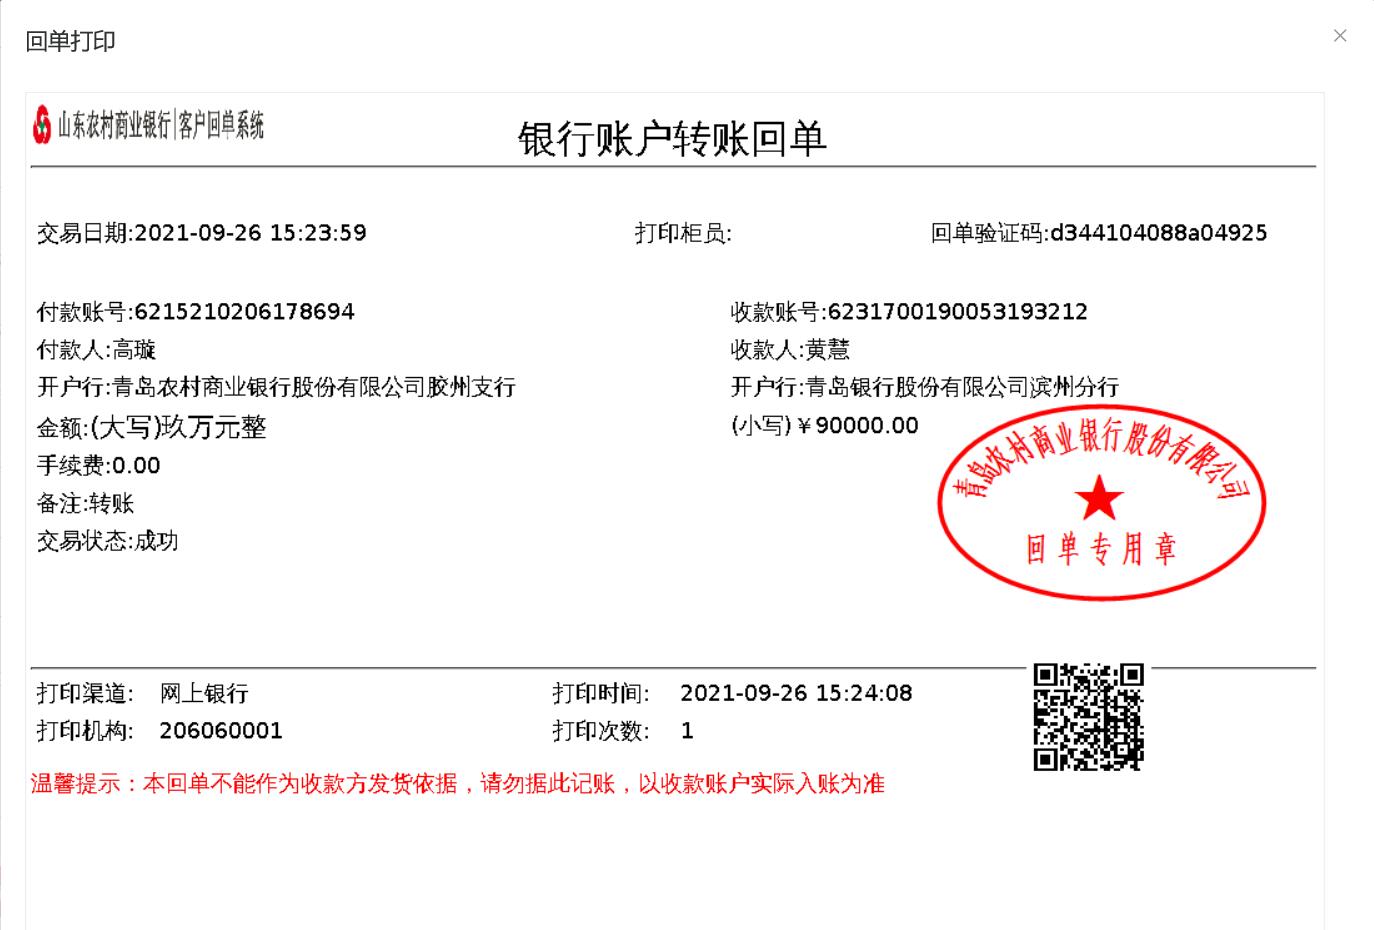 回单打印
山东农村商业银行|客户回单系统
银行账户转账回单
交易日期:2021-09-26 15:23:59 打印柜员: 回单验证码:d344104088a04925
付款账号:6215210206178694 收款账号:6231700190053193212
付款人:高璇 收款人:黄慧
开户行:青岛农村商业银行股份有限公司胶州支行 开户行:青岛银行股份有限公司滨州分行
金额:(大写)玖万元整 (小写)￥90000.00
手续费:0.00
备注:转账
交易状态:成功
青岛农村商业银行股份有限公司
回单专用章
打印渠道: 网上银行 打印时间: 2021-09-26 15:24:08
打印机构: 206060001 打印次数: 1
温馨提示：本回单不能作为收款方发货依据，请勿据此记账，以收款账户实际入账为准